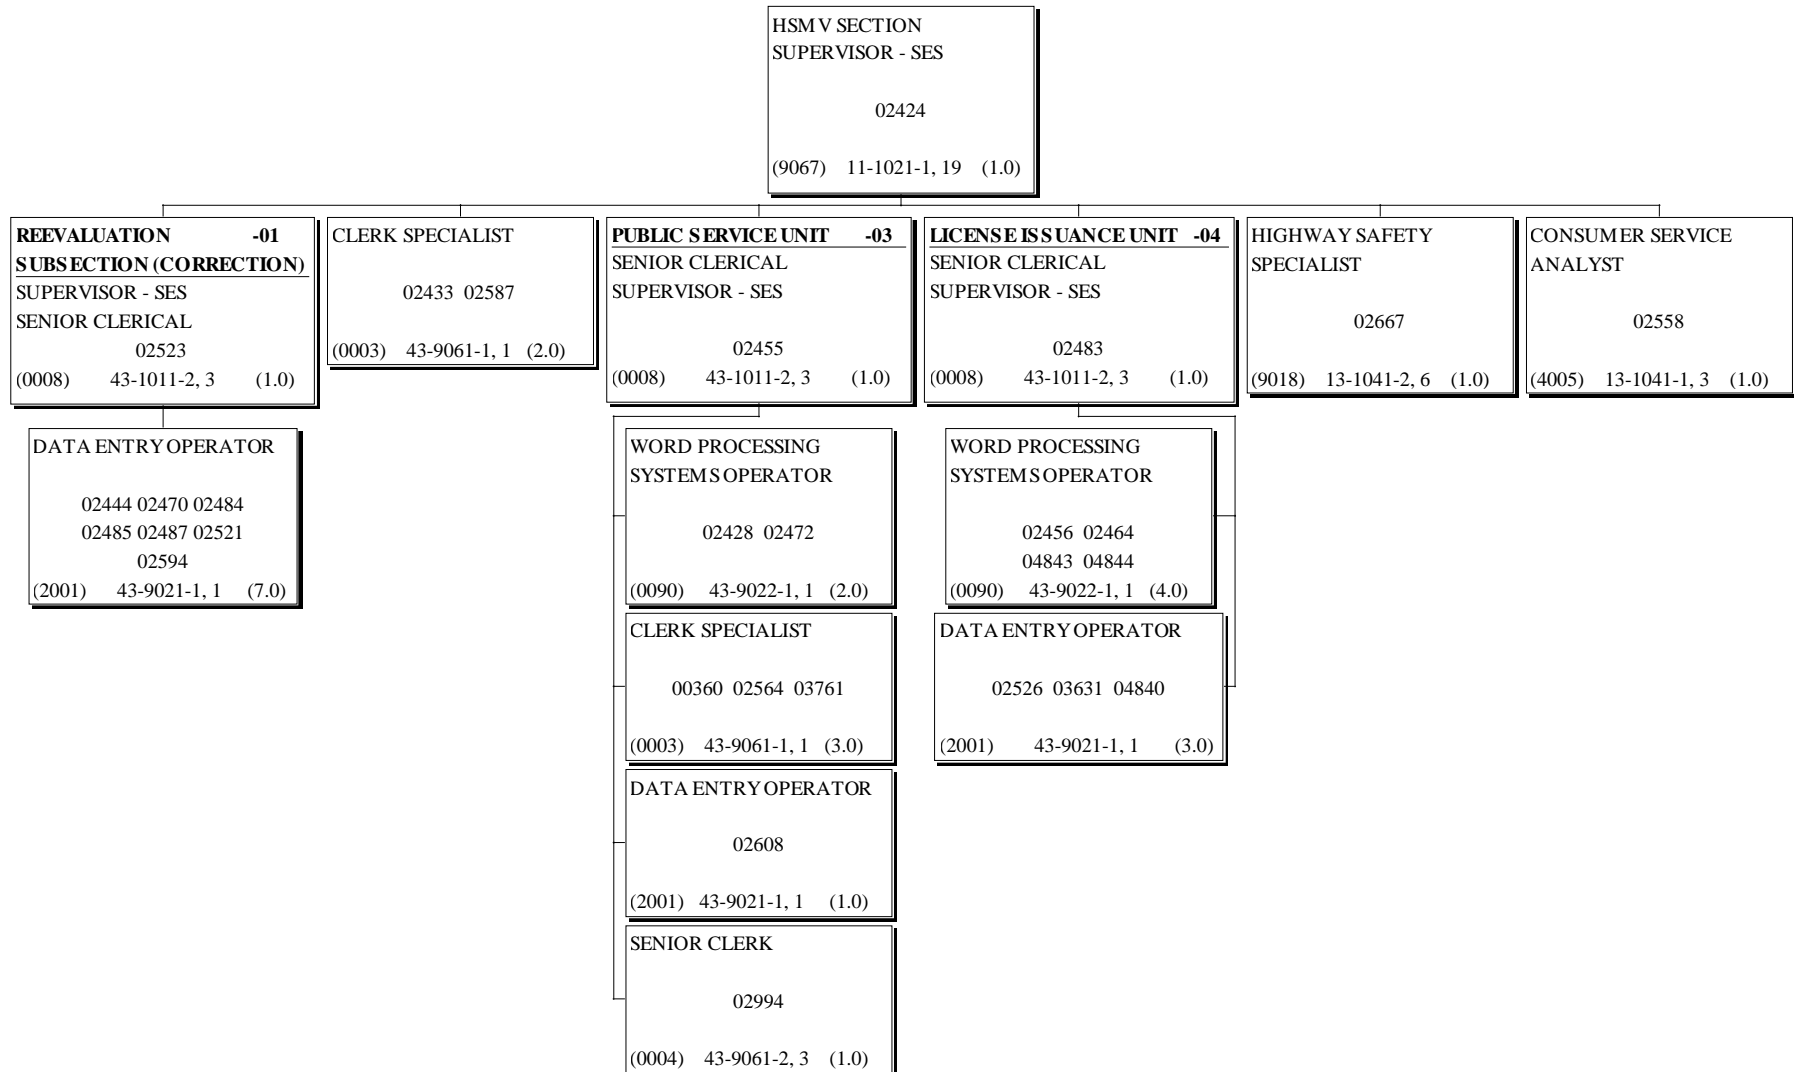 HSMV SECTION
SUPERVISOR - SES
02424
(9067) 11-1021-1, 19 (1.0)
REEVALUATION -01
SUBSECTION (CORRECTION)
SUPERVISOR - SES
SENIOR CLERICAL
02523
(0008) 43-1011-2, 3 (1.0)
CLERK SPECIALIST
02433 02587
(0003) 43-9061-1, 1 (2.0)
PUBLIC SERVICE UNIT -03
SENIOR CLERICAL
SUPERVISOR - SES
02455
(0008) 43-1011-2, 3 (1.0)
LICENSE ISSUANCE UNIT -04
SENIOR CLERICAL
SUPERVISOR - SES
02483
(0008) 43-1011-2, 3 (1.0)
HIGHWAY SAFETY
SPECIALIST
02667
(9018) 13-1041-2, 6 (1.0)
CONSUMER SERVICE
ANALYST
02558
(4005) 13-1041-1, 3 (1.0)
DATA ENTRY OPERATOR
02444 02470 02484
02485 02487 02521
02594
(2001) 43-9021-1, 1 (7.0)
WORD PROCESSING
SYSTEMS OPERATOR
02428 02472
(0090) 43-9022-1, 1 (2.0)
CLERK SPECIALIST
00360 02564 03761
(0003) 43-9061-1, 1 (3.0)
DATA ENTRY OPERATOR
02608
(2001) 43-9021-1, 1 (1.0)
SENIOR CLERK
02994
(0004) 43-9061-2, 3 (1.0)
WORD PROCESSING
SYSTEMS OPERATOR
02456 02464
04843 04844
(0090) 43-9022-1, 1 (4.0)
DATA ENTRY OPERATOR
02526 03631 04840
(2001) 43-9021-1, 1 (3.0)